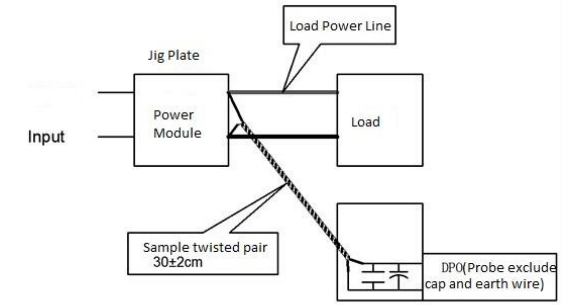 Load Power Line
Jig Plate
Power
Module
Load
Input
Sample twisted pair
30±2cm
DPO(Probe exclude
cap and earth wire)